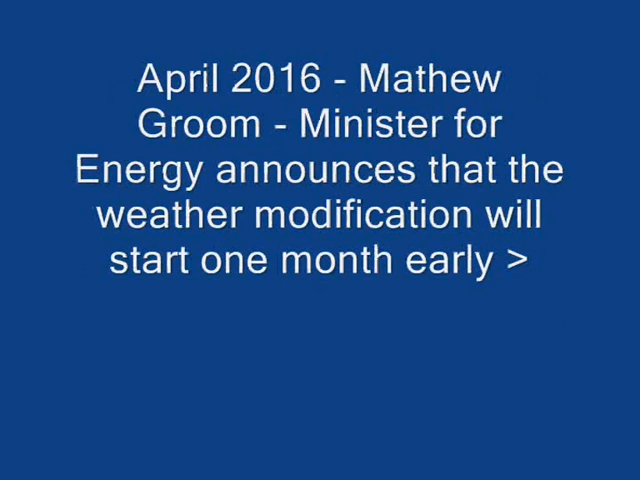 April 2016 - Mathew
Groom - Minister for
Energy announces that the
weather modification will
start one month early >